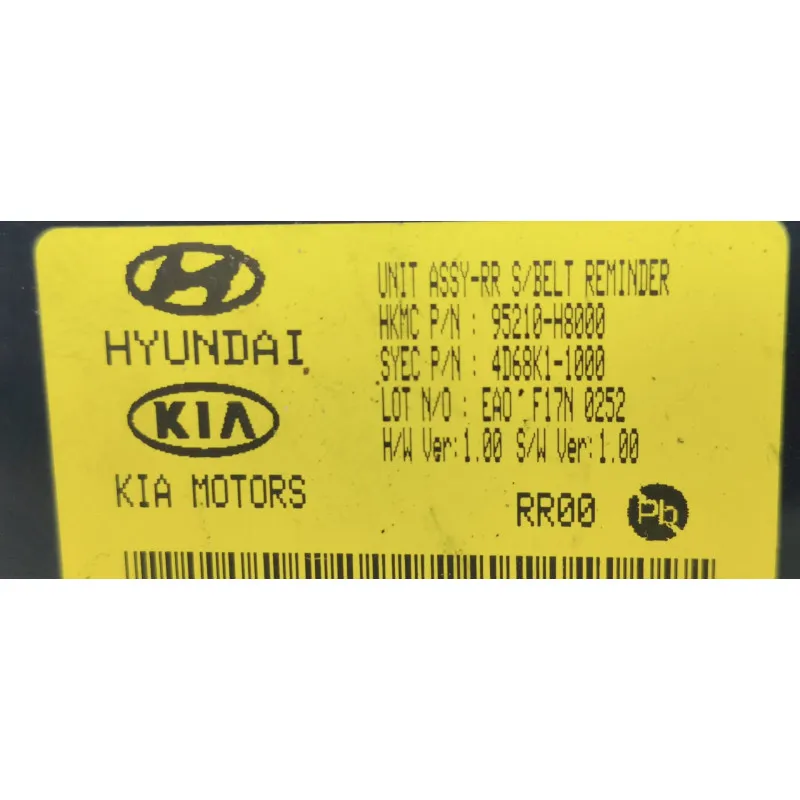 HYUNDAI
KIA
KIA MOTORS
UNIT ASSY-RR S/BELT REMINDER
HKMC P/N : 95210-H8000
SYEC P/N : 4D68K1-1000
LOT N/O : EAO' F17N 0252
H/W Ver:1.00 S/W Ver:1.00
RR00
Pb